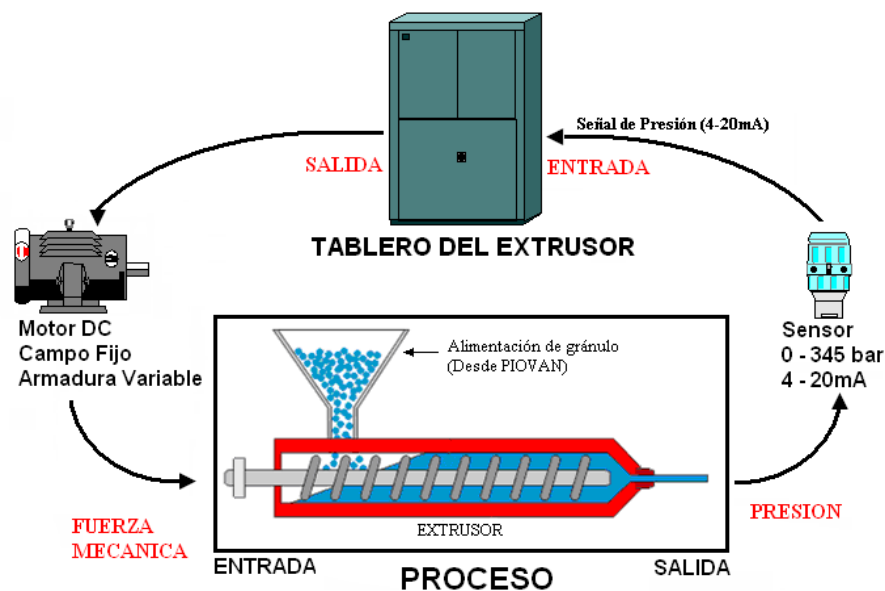 Señal de Presión (4-20mA)
SALIDA
ENTRADA
TABLERO DEL EXTRUSOR
Motor DC
Campo Fijo
Armadura Variable
Alimentación de gránulo
(Desde PIOVAN)
Sensor
0 - 345 bar
4 - 20mA
FUERZA
MECANICA
EXTRUSOR
PRESION
ENTRADA
PROCESO
SALIDA